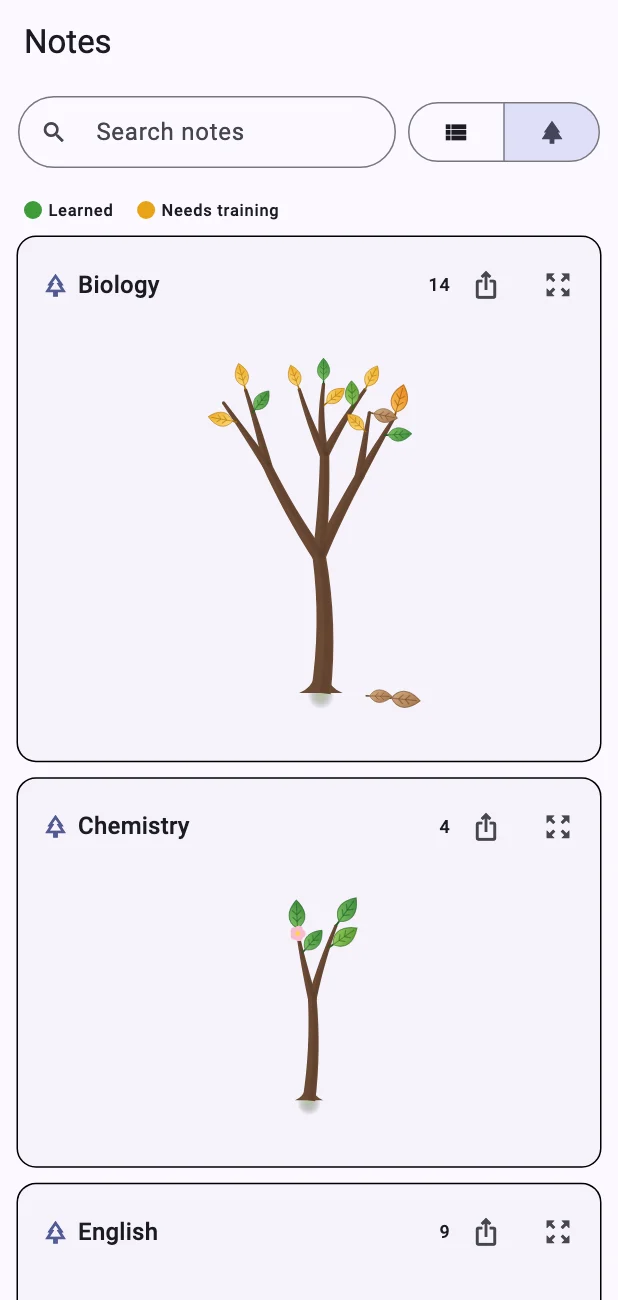 Notes
Search notes
Learned
Needs training
Biology
14
Chemistry
4
English
9